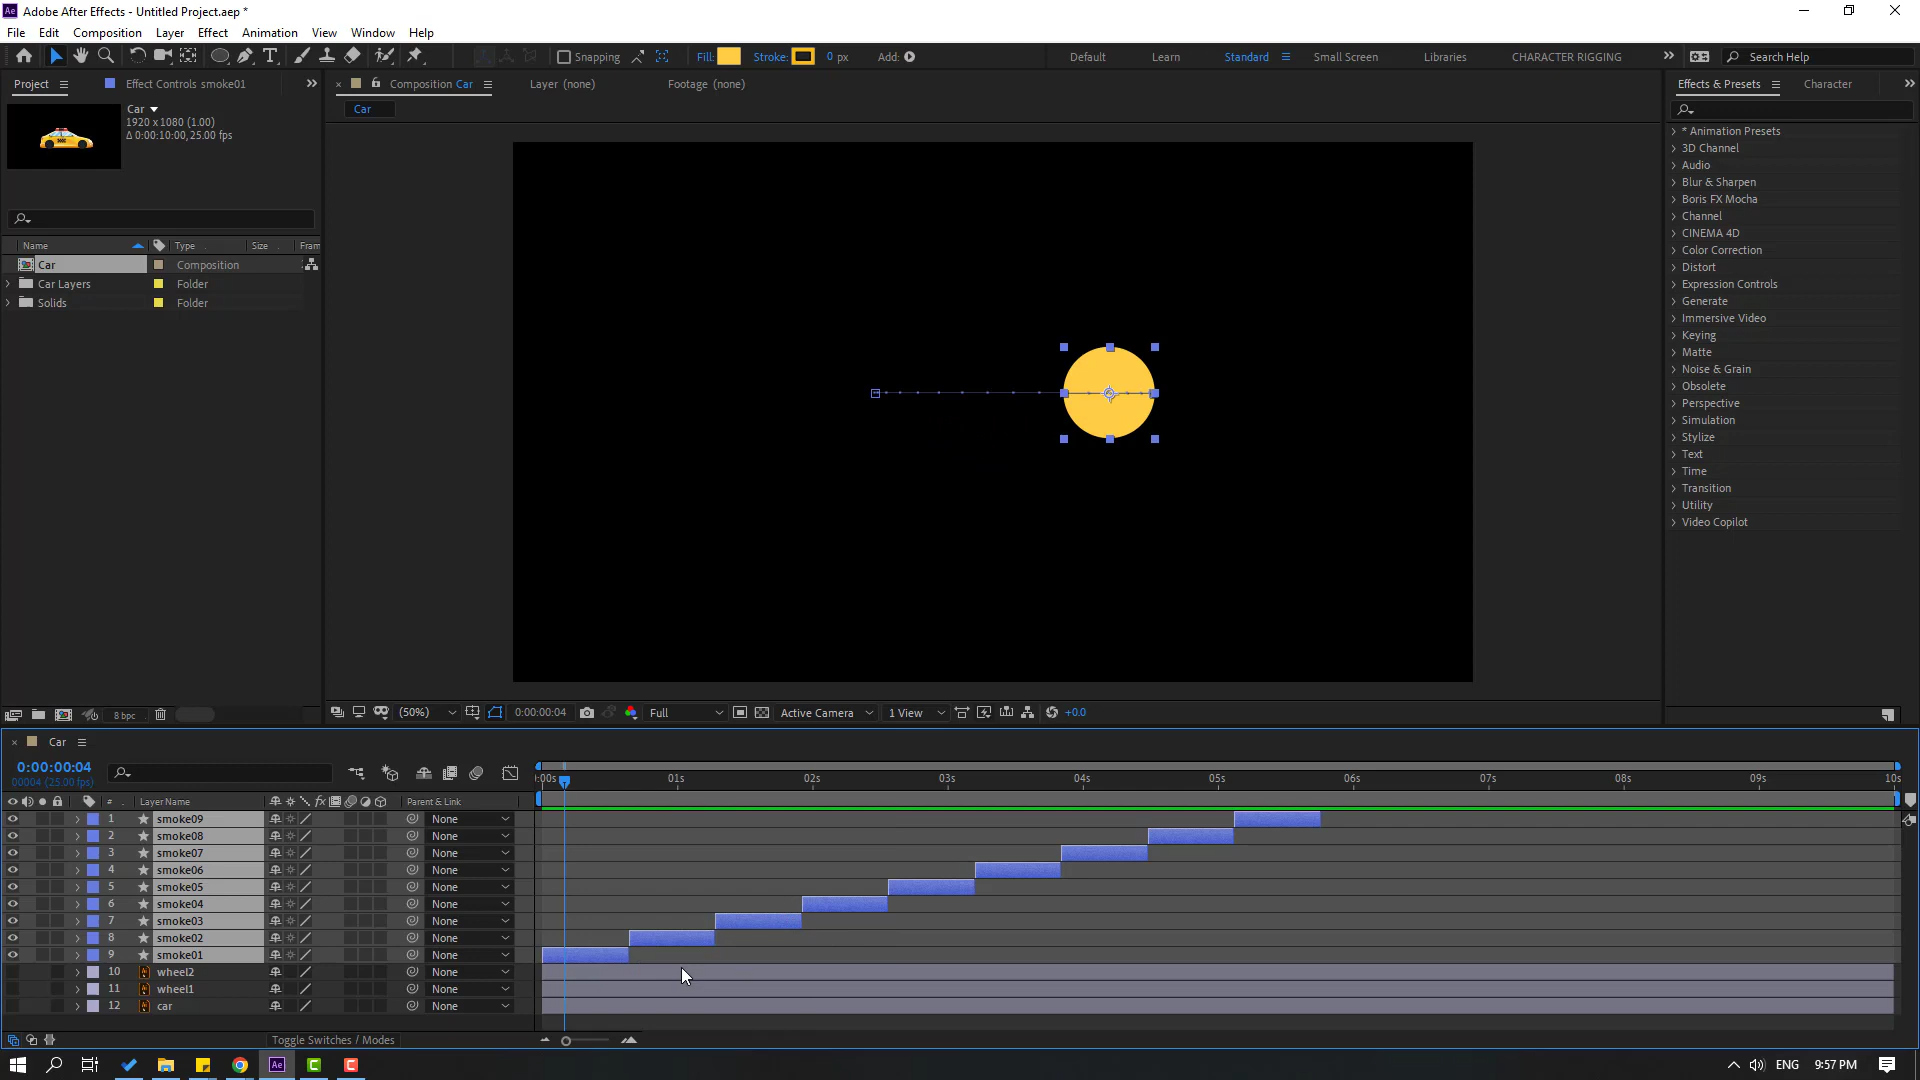 Ae Adobe After Effects - Untitled Project.aep *
File Edit Composition Layer Effect Animation View Window Help
Snapping Fill: Stroke: 0 px Add: Default Learn Standard Small Screen Libraries CHARACTER RIGGING Search Help
Project Effect Controls smoke01 Composition Car Layer (none) Footage (none) Effects & Presets Character
Car
1920 x 1080 (1.00)
Δ 0:00:10:00, 25.00 fps
Car
Name Type Size Fram
Car Composition
Car Layers Folder
Solids Folder
* Animation Presets
3D Channel
Audio
Blur & Sharpen
Boris FX Mocha
Channel
CINEMA 4D
Color Correction
Distort
Expression Controls
Generate
Immersive Video
Keying
Matte
Noise & Grain
Obsolete
Perspective
Simulation
Stylize
Text
Time
Transition
Utility
Video Copilot
8 bpc (50%) 0:00:00:04 Full Active Camera 1 View +0.0
Car
0:00:00:04
00004 (25.00 fps)
:00s 01s 02s 03s 04s 05s 06s 07s 08s 09s 10s
# Layer Name fx Parent & Link
1 smoke09 None
2 smoke08 None
3 smoke07 None
4 smoke06 None
5 smoke05 None
6 smoke04 None
7 smoke03 None
8 smoke02 None
9 smoke01 None
10 wheel2 None
11 wheel1 None
12 car None
Toggle Switches / Modes
Ae ENG 9:57 PM